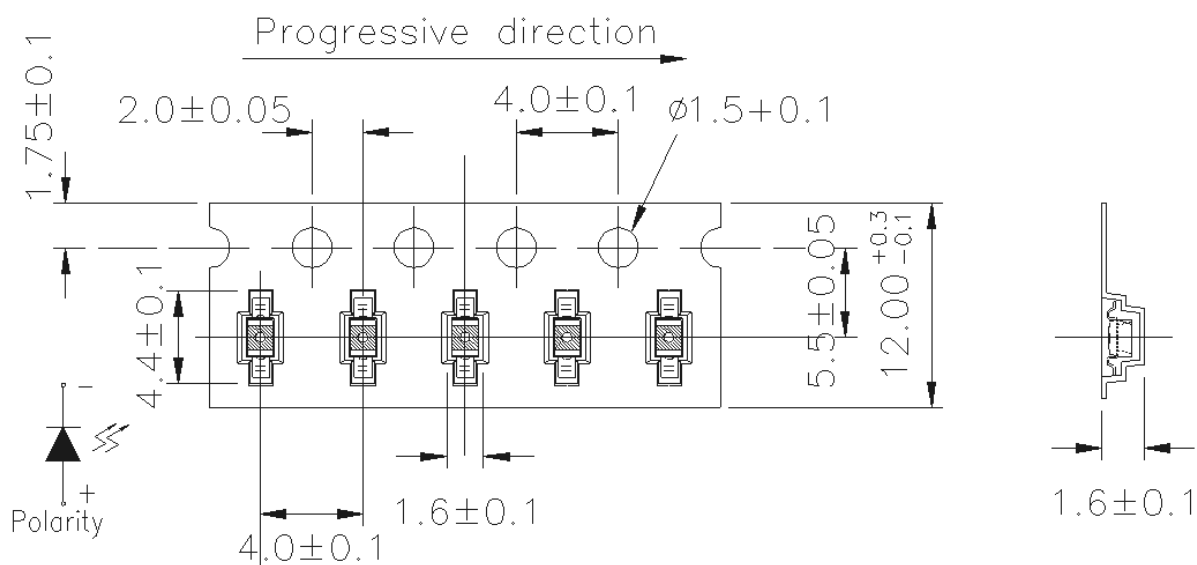 Progressive direction
1.75±0.1
2.0±0.05
4.0±0.1
ø1.5+0.1
4.4±0.1
5.5±0.05
12.00 +0.3 -0.1
-
+
Polarity
4.0±0.1
1.6±0.1
1.6±0.1